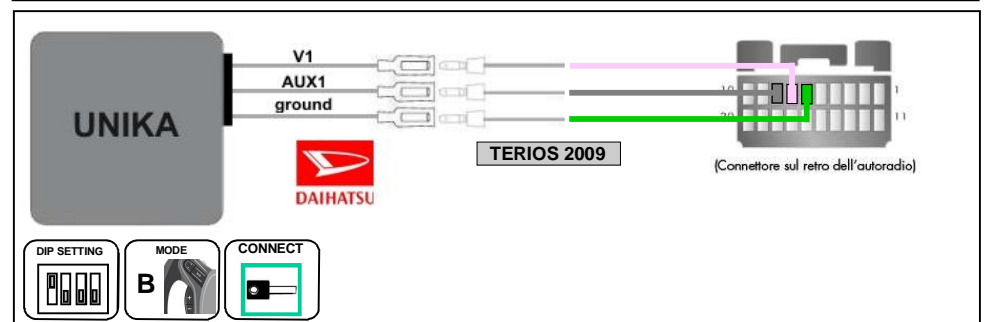 V1
AUX1
ground
UNIKA
10
1
20
11
TERIOS 2009
(Connettore sul retro dell'autoradio)
DAIHATSU
DIP SETTING
MODE
CONNECT
B